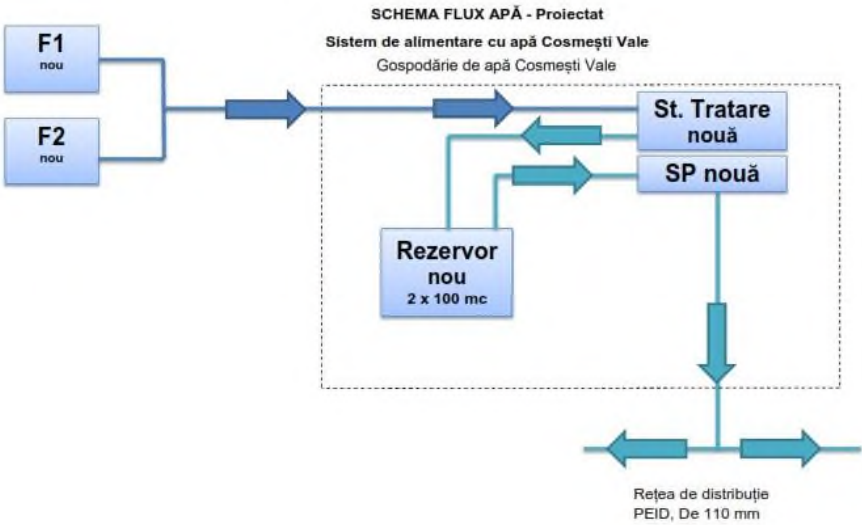 SCHEMA FLUX APĂ - Proiectat
Sistem de alimentare cu apă Cosmești Vale
Gospodărie de apă Cosmești Vale
F1
nou
F2
nou
St. Tratare
nouă
SP nouă
Rezervor
nou
2 x 100 mc
Rețea de distribuție
PEID, De 110 mm